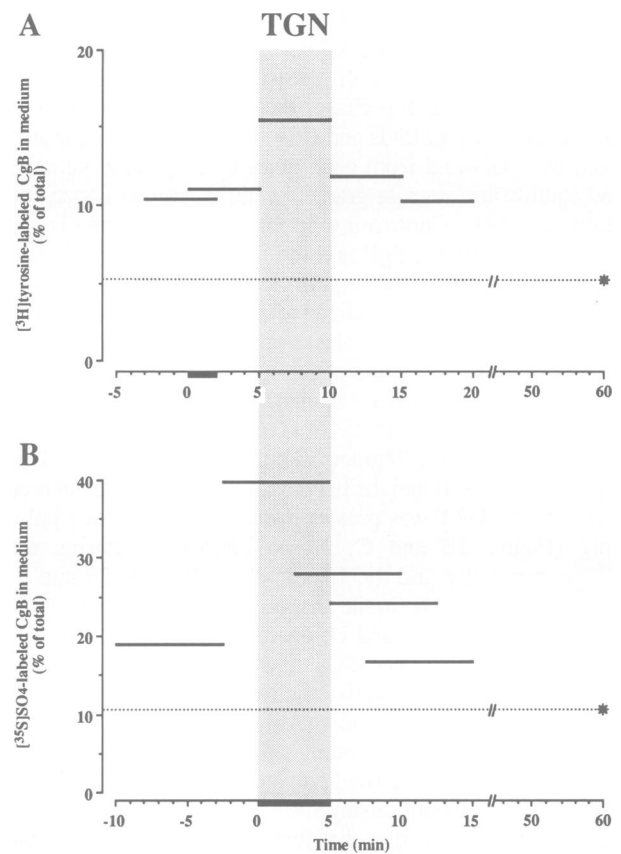 A
TGN
[³H]tyrosine-labeled CgB in medium
(% of total)
20
10
0
-5 0 5 10 15 20 50 60
B
[³⁵S]SO4-labeled CgB in medium
(% of total)
40
30
20
10
0
-10 -5 0 5 10 15 50 60
Time (min)